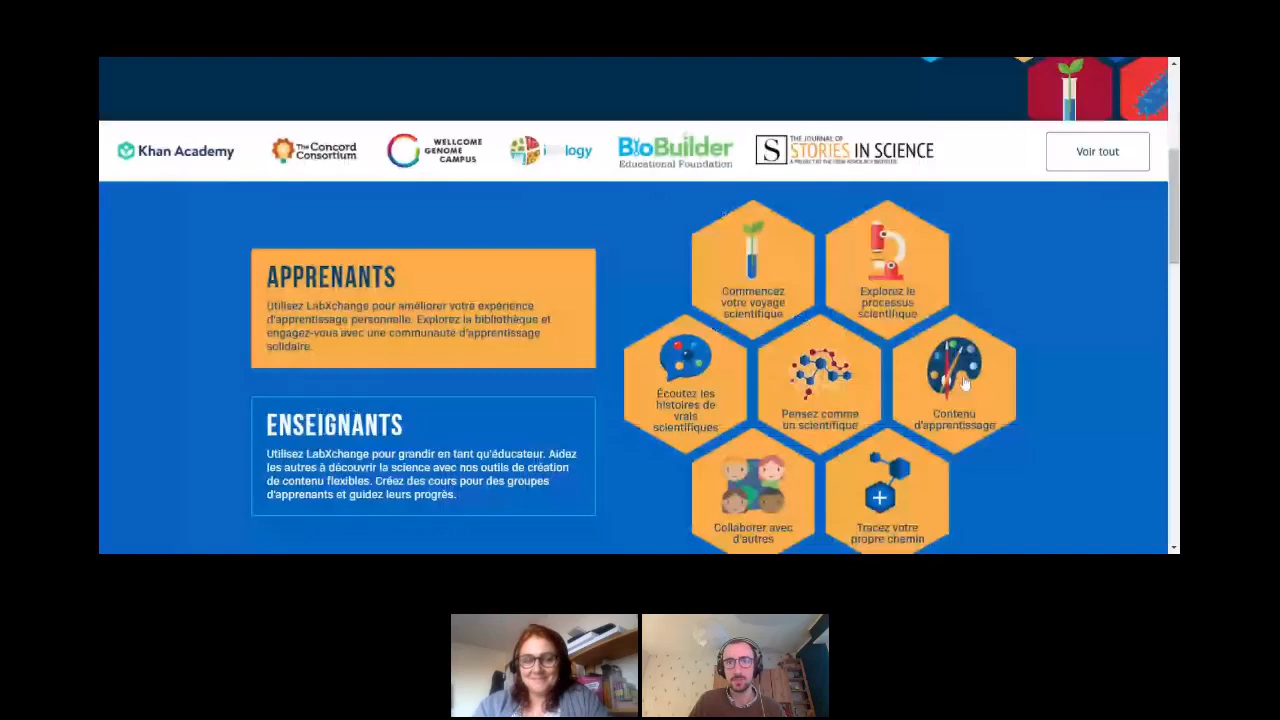 Khan Academy
The Concord
Consortium
WELLCOME
GENOME
CAMPUS
BioBuilder
Educational Foundation
S
THE JOURNAL OF
STORIES IN SCIENCE
Voir tout
APPRENANTS
Utilisez LabXchange pour améliorer votre expérience
d'apprentissage personnelle. Explorez la bibliothèque et
engagez-vous avec une communauté d'apprentissage
solidaire.
ENSEIGNANTS
Utilisez LabXchange pour grandir en tant qu'éducateur. Aidez
les autres à découvrir la science avec nos outils de création
de contenu flexibles. Créez des cours pour des groupes
d'apprenants et guidez leurs progrès.
Commencez
votre voyage
scientifique
Explorez le
processus
scientifique
Écoutez les
histoires de
vrais
scientifiques
Pensez comme
un scientifique
Contenu
d'apprentissage
Collaborer avec
d'autres
Tracez votre
propre chemin